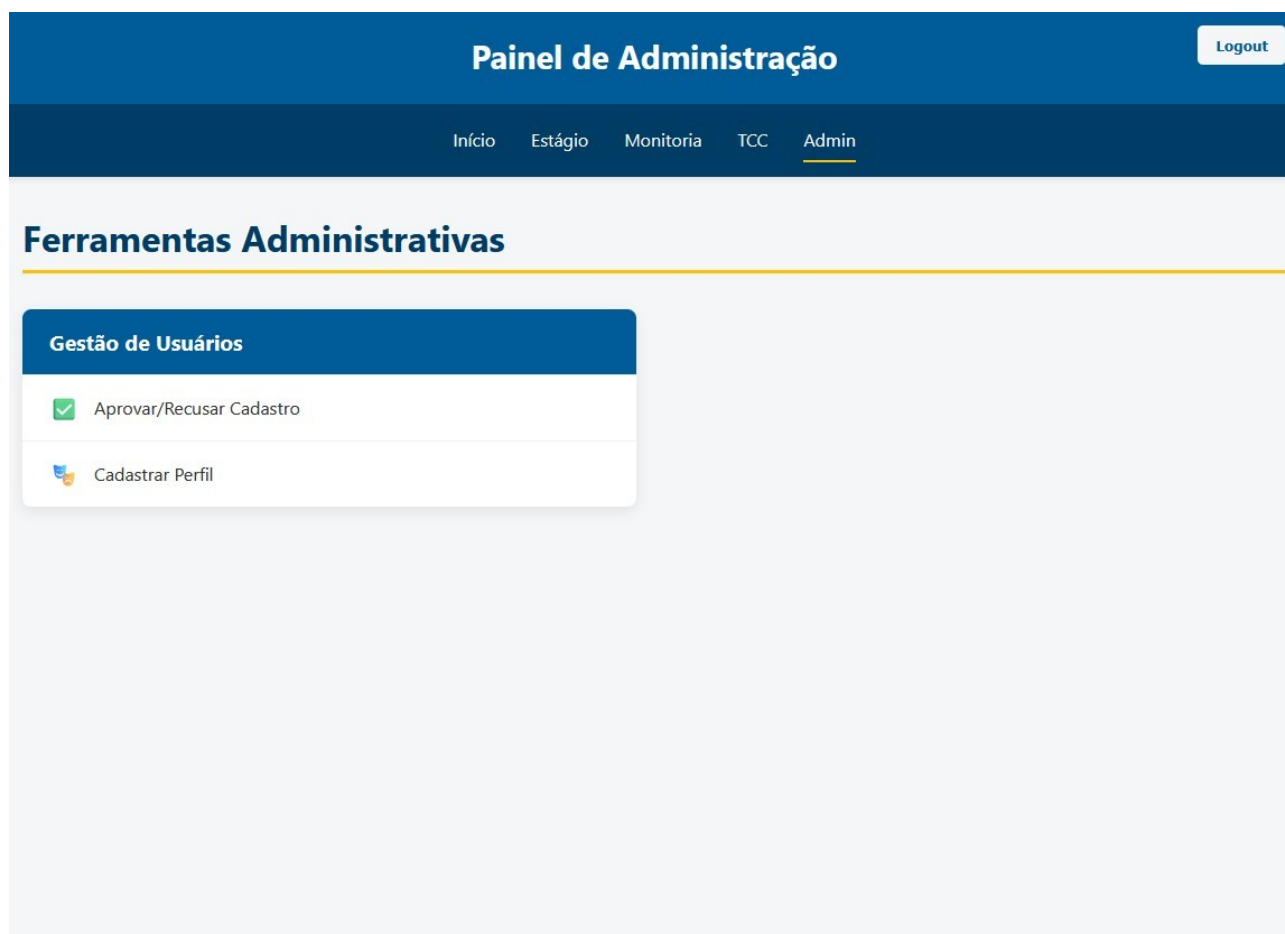 Painel de Administração
Logout
Início Estágio Monitoria TCC Admin
Ferramentas Administrativas
Gestão de Usuários
Aprovar/Recusar Cadastro
Cadastrar Perfil